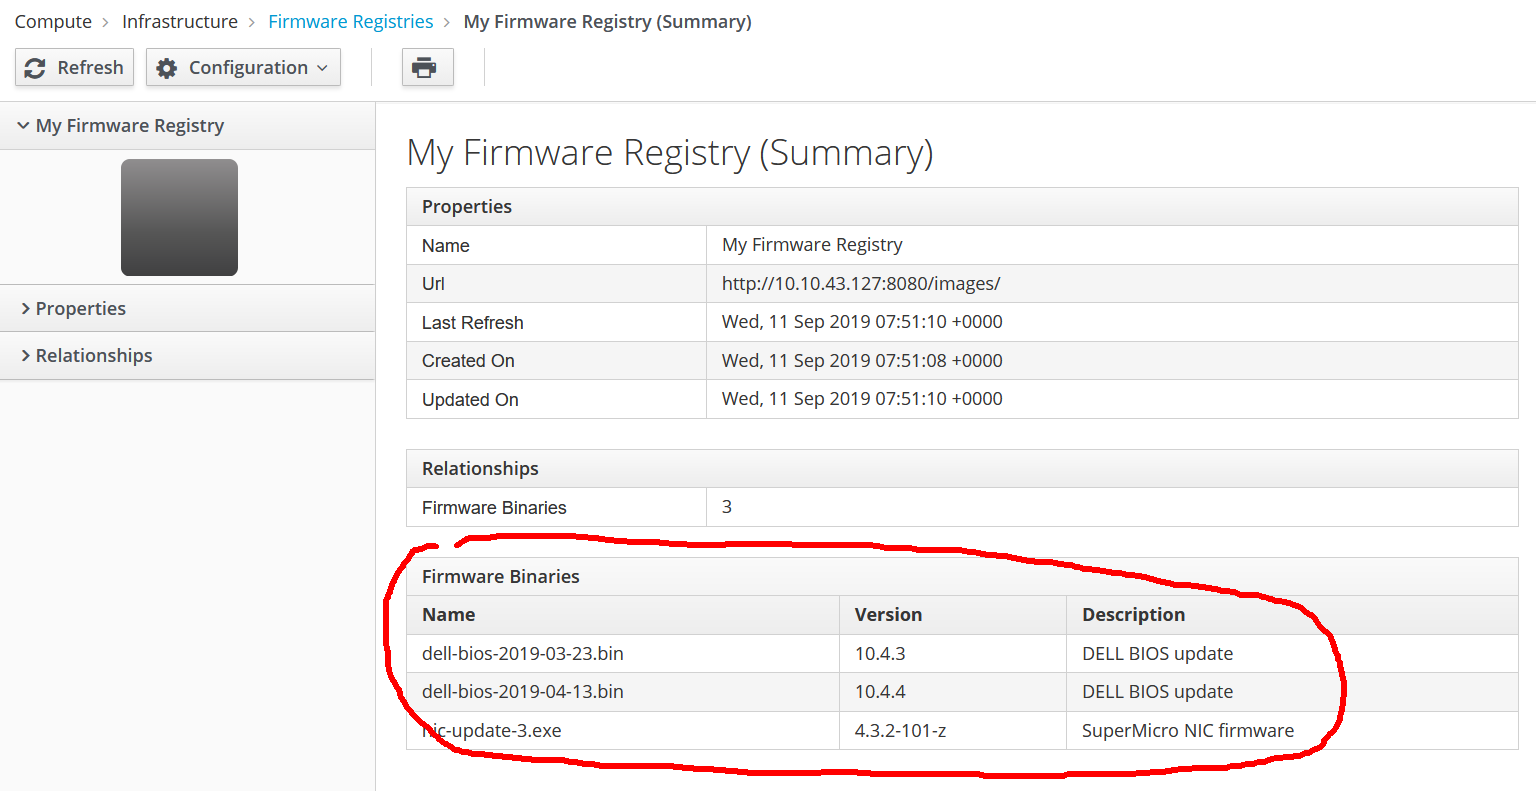 Compute > Infrastructure > Firmware Registries > My Firmware Registry (Summary)
Refresh Configuration
My Firmware Registry
Properties
Relationships
My Firmware Registry (Summary)
Properties
Name My Firmware Registry
Url http://10.10.43.127:8080/images/
Last Refresh Wed, 11 Sep 2019 07:51:10 +0000
Created On Wed, 11 Sep 2019 07:51:08 +0000
Updated On Wed, 11 Sep 2019 07:51:10 +0000
Relationships
Firmware Binaries 3
Firmware Binaries
Name Version Description
dell-bios-2019-03-23.bin 10.4.3 DELL BIOS update
dell-bios-2019-04-13.bin 10.4.4 DELL BIOS update
nic-update-3.exe 4.3.2-101-z SuperMicro NIC firmware